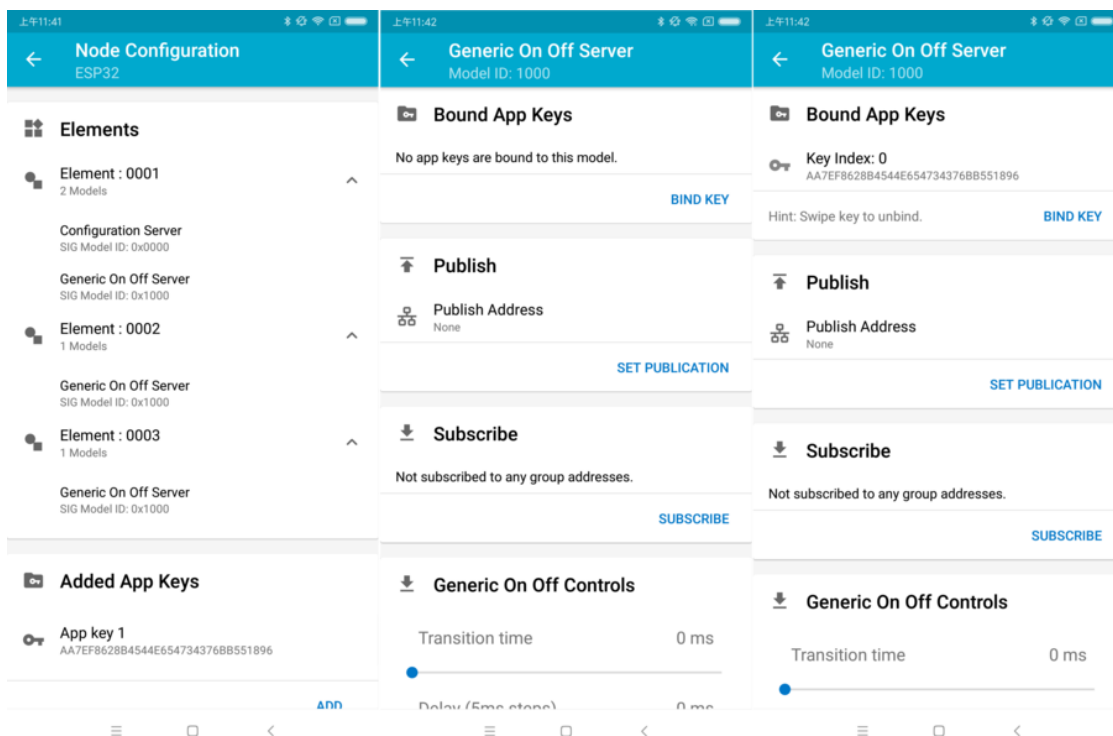 上午11:41
Node Configuration
ESP32
Elements
Element : 0001
2 Models
Configuration Server
SIG Model ID: 0x0000
Generic On Off Server
SIG Model ID: 0x1000
Element : 0002
1 Models
Generic On Off Server
SIG Model ID: 0x1000
Element : 0003
1 Models
Generic On Off Server
SIG Model ID: 0x1000
Added App Keys
App key 1
AA7EF8628B4544E654734376BB551896
ADD
上午11:42
Generic On Off Server
Model ID: 1000
Bound App Keys
No app keys are bound to this model.
BIND KEY
Publish
Publish Address
None
SET PUBLICATION
Subscribe
Not subscribed to any group addresses.
SUBSCRIBE
Generic On Off Controls
Transition time 0 ms
Delay (5ms steps) 0 ms
上午11:42
Generic On Off Server
Model ID: 1000
Bound App Keys
Key Index: 0
AA7EF8628B4544E654734376BB551896
Hint: Swipe key to unbind. BIND KEY
Publish
Publish Address
None
SET PUBLICATION
Subscribe
Not subscribed to any group addresses.
SUBSCRIBE
Generic On Off Controls
Transition time 0 ms